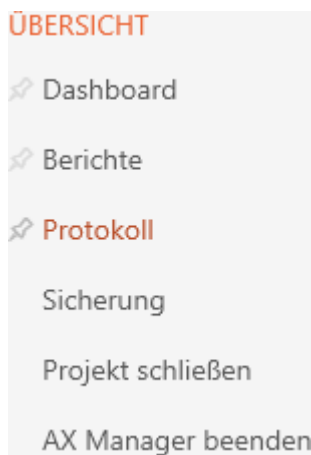 ÜBERSICHT
Dashboard
Berichte
Protokoll
Sicherung
Projekt schließen
AX Manager beenden